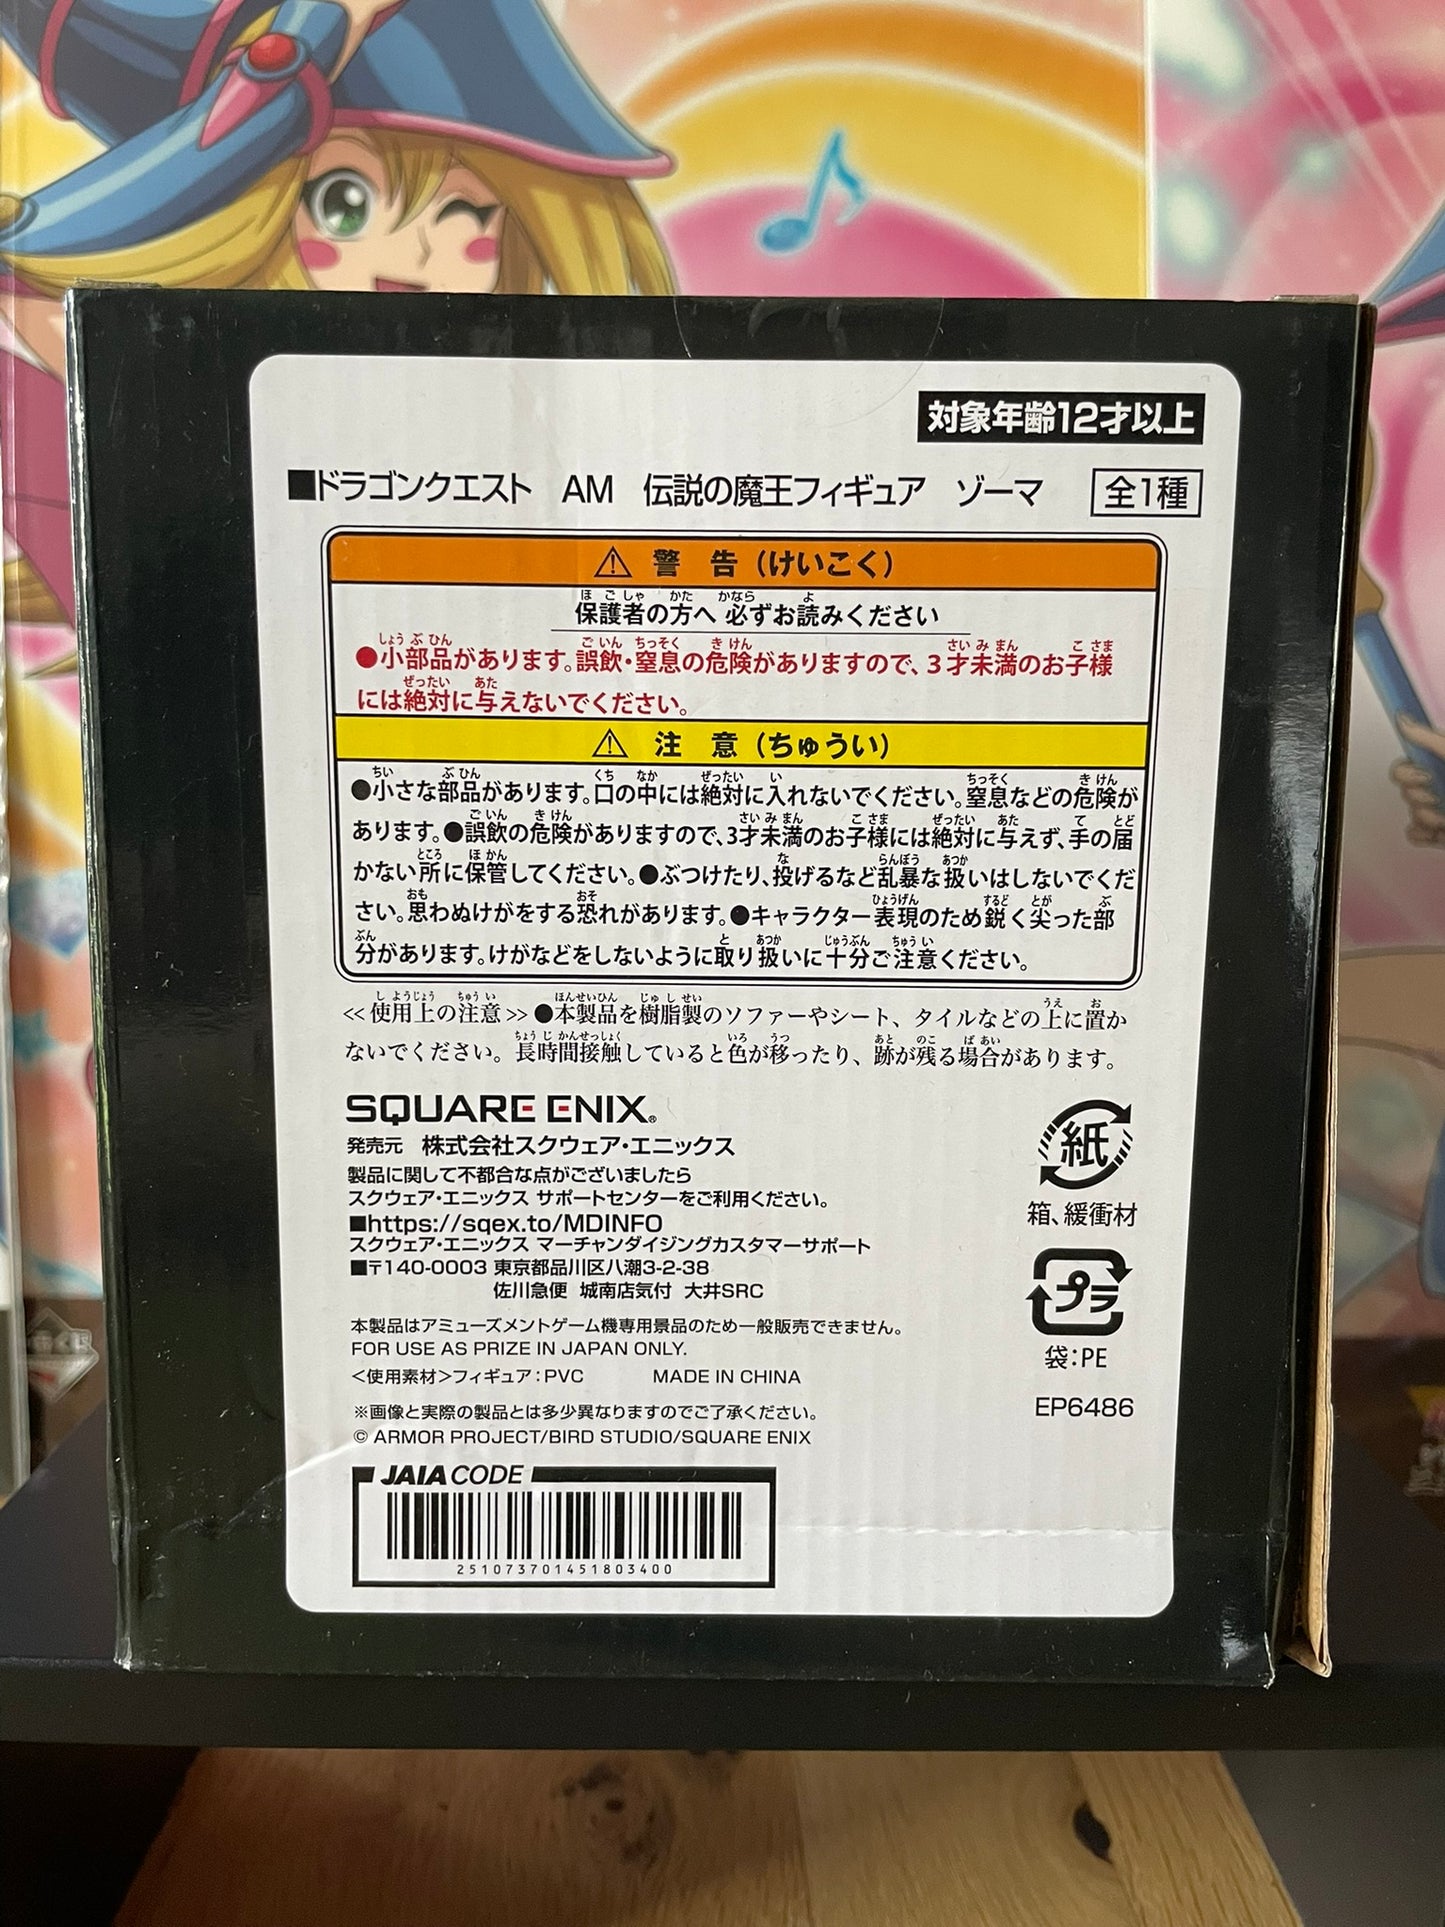 対象年齢12才以上
■ドラゴンクエスト AM 伝説の魔王フィギュア ゾーマ 全1種
⚠ 警 告 (けいこく)
保護者の方へ 必ずお読みください
●小部品があります。誤飲・窒息の危険がありますので、3才未満のお子様
には絶対に与えないでください。
⚠ 注 意 (ちゅうい)
●小さな部品があります。口の中には絶対に入れないでください。窒息などの危険が
あります。●誤飲の危険がありますので、3才未満のお子様には絶対に与えず、手の届
かない所に保管してください。●ぶつけたり、投げるなど乱暴な扱いはしないでくだ
さい。思わぬけがをする恐れがあります。●キャラクター表現のため鋭く尖った部
分があります。けがなどをしないように取り扱いに十分ご注意ください。
≪使用上の注意≫ ●本製品を樹脂製のソファーやシート、タイルなどの上に置か
ないでください。長時間接触していると色が移ったり、跡が残る場合があります。
SQUARE ENIX®
発売元 株式会社スクウェア・エニックス
製品に関して不都合な点がございましたら
スクウェア・エニックス サポートセンターをご利用ください。
■https://sqex.to/MDINFO
スクウェア・エニックス マーチャンダイジングカスタマーサポート
■〒140-0003 東京都品川区八潮3-2-38
佐川急便 城南店気付 大井SRC
本製品はアミューズメントゲーム機専用景品のため一般販売できません。
FOR USE AS PRIZE IN JAPAN ONLY.
<使用素材>フィギュア:PVC MADE IN CHINA
※画像と実際の製品とは多少異なりますのでご了承ください。
© ARMOR PROJECT/BIRD STUDIO/SQUARE ENIX
紙
箱、緩衝材
プラ
袋:PE
EP6486
JAIA CODE
2510737014518034​00